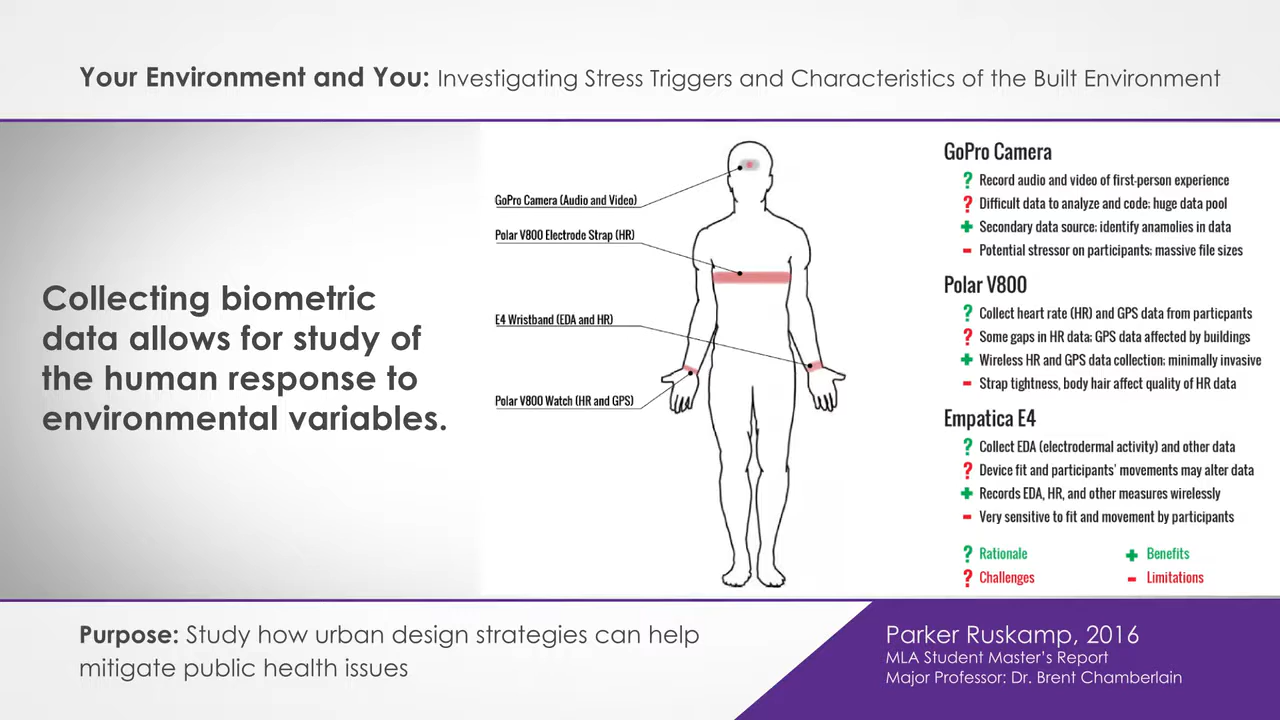 Your Environment and You: Investigating Stress Triggers and Characteristics of the Built Environment
Collecting biometric
data allows for study of
the human response to
environmental variables.
GoPro Camera (Audio and Video)
Polar V800 Electrode Strap (HR)
E4 Wristband (EDA and HR)
Polar V800 Watch (HR and GPS)
GoPro Camera
? Record audio and video of first-person experience
? Difficult data to analyze and code; huge data pool
+ Secondary data source; identify anamolies in data
- Potential stressor on participants; massive file sizes
Polar V800
? Collect heart rate (HR) and GPS data from particpants
? Some gaps in HR data; GPS data affected by buildings
+ Wireless HR and GPS data collection; minimally invasive
- Strap tightness, body hair affect quality of HR data
Empatica E4
? Collect EDA (electrodermal activity) and other data
? Device fit and participants' movements may alter data
+ Records EDA, HR, and other measures wirelessly
- Very sensitive to fit and movement by participants
? Rationale + Benefits
? Challenges - Limitations
Purpose: Study how urban design strategies can help
mitigate public health issues
Parker Ruskamp, 2016
MLA Student Master's Report
Major Professor: Dr. Brent Chamberlain